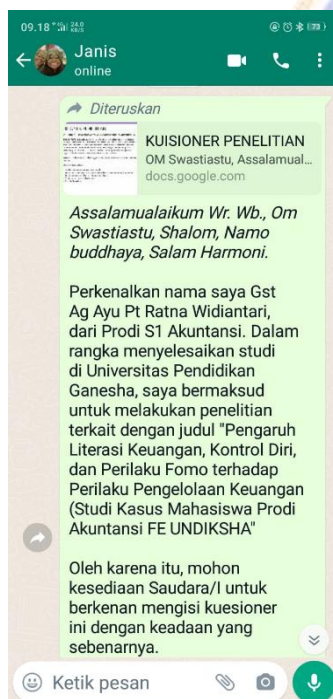 09.18
24.0
KB/S
73
Janis
online
Diteruskan
KUISIONER PENELITIAN
OM Swastiastu, Assalamual...
docs.google.com
Assalamualaikum Wr. Wb., Om
Swastiastu, Shalom, Namo
buddhaya, Salam Harmoni.
Perkenalkan nama saya Gst
Ag Ayu Pt Ratna Widiantari,
dari Prodi S1 Akuntansi. Dalam
rangka menyelesaikan studi
di Universitas Pendidikan
Ganesha, saya bermaksud
untuk melakukan penelitian
terkait dengan judul "Pengaruh
Literasi Keuangan, Kontrol Diri,
dan Perilaku Fomo terhadap
Perilaku Pengelolaan Keuangan
(Studi Kasus Mahasiswa Prodi
Akuntansi FE UNDIKSHA"
Oleh karena itu, mohon
kesediaan Saudara/I untuk
berkenan mengisi kuesioner
ini dengan keadaan yang
sebenarnya.
Ketik pesan